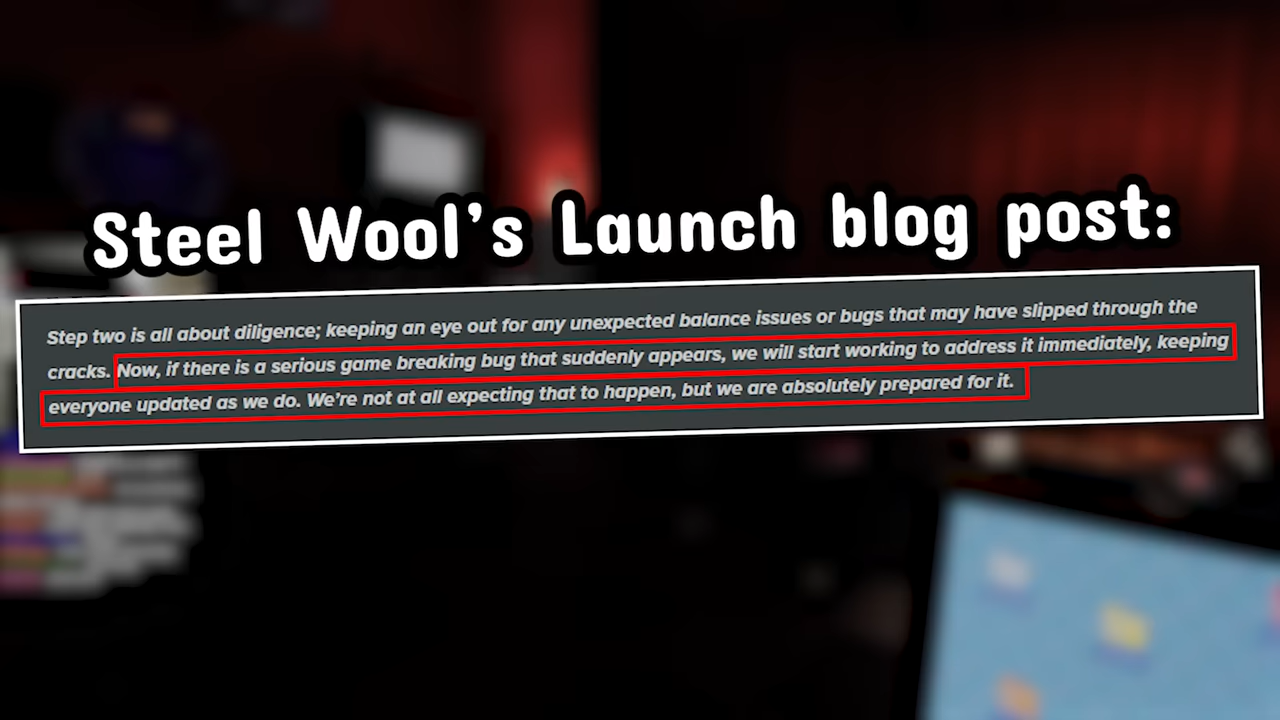 Steel Wool’s Launch blog post:
Step two is all about diligence; keeping an eye out for any unexpected balance issues or bugs that may have slipped through the
cracks. Now, if there is a serious game breaking bug that suddenly appears, we will start working to address it immediately, keeping
everyone updated as we do. We’re not at all expecting that to happen, but we are absolutely prepared for it.